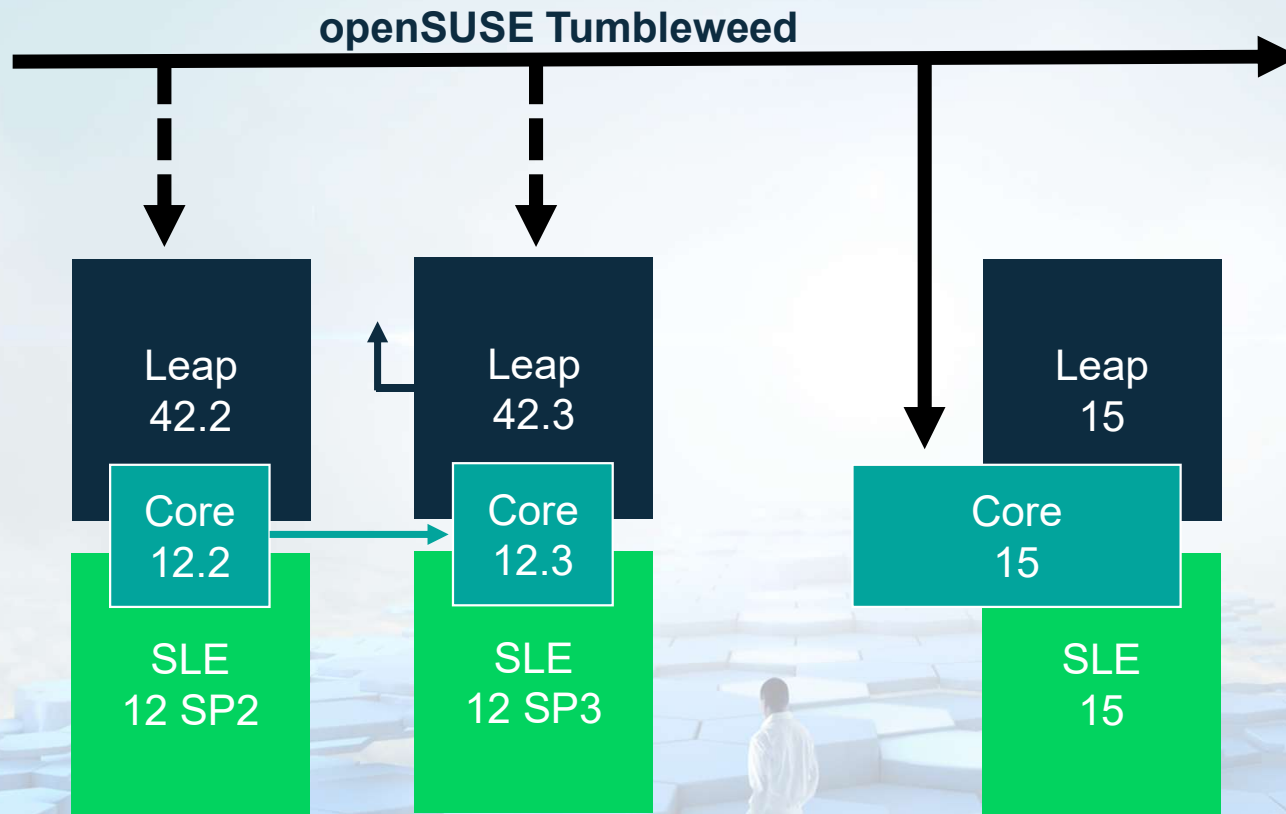 openSUSE Tumbleweed
Leap
42.2
Leap
42.3
Leap
15
Core
12.2
Core
12.3
Core
15
SLE
12 SP2
SLE
12 SP3
SLE
15